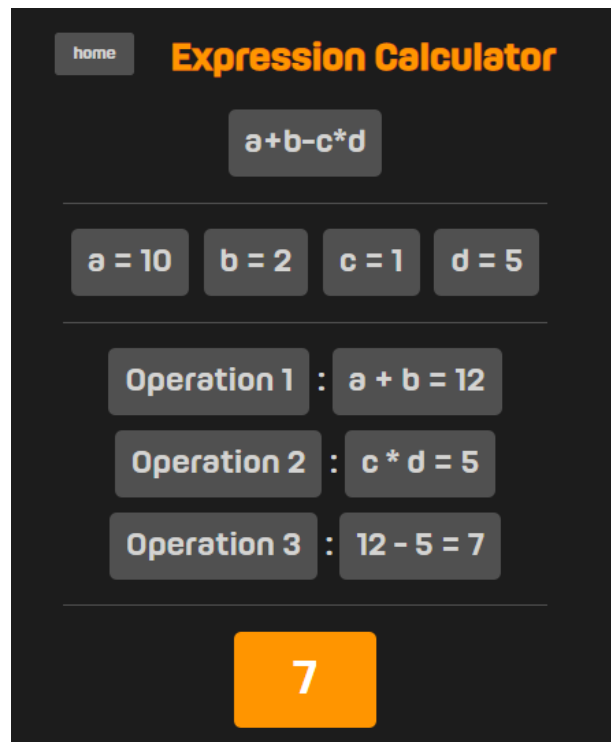 home Expression Calculator
a+b-c*d
a = 10 b = 2 c = 1 d = 5
Operation 1 : a + b = 12
Operation 2 : c * d = 5
Operation 3 : 12 - 5 = 7
7